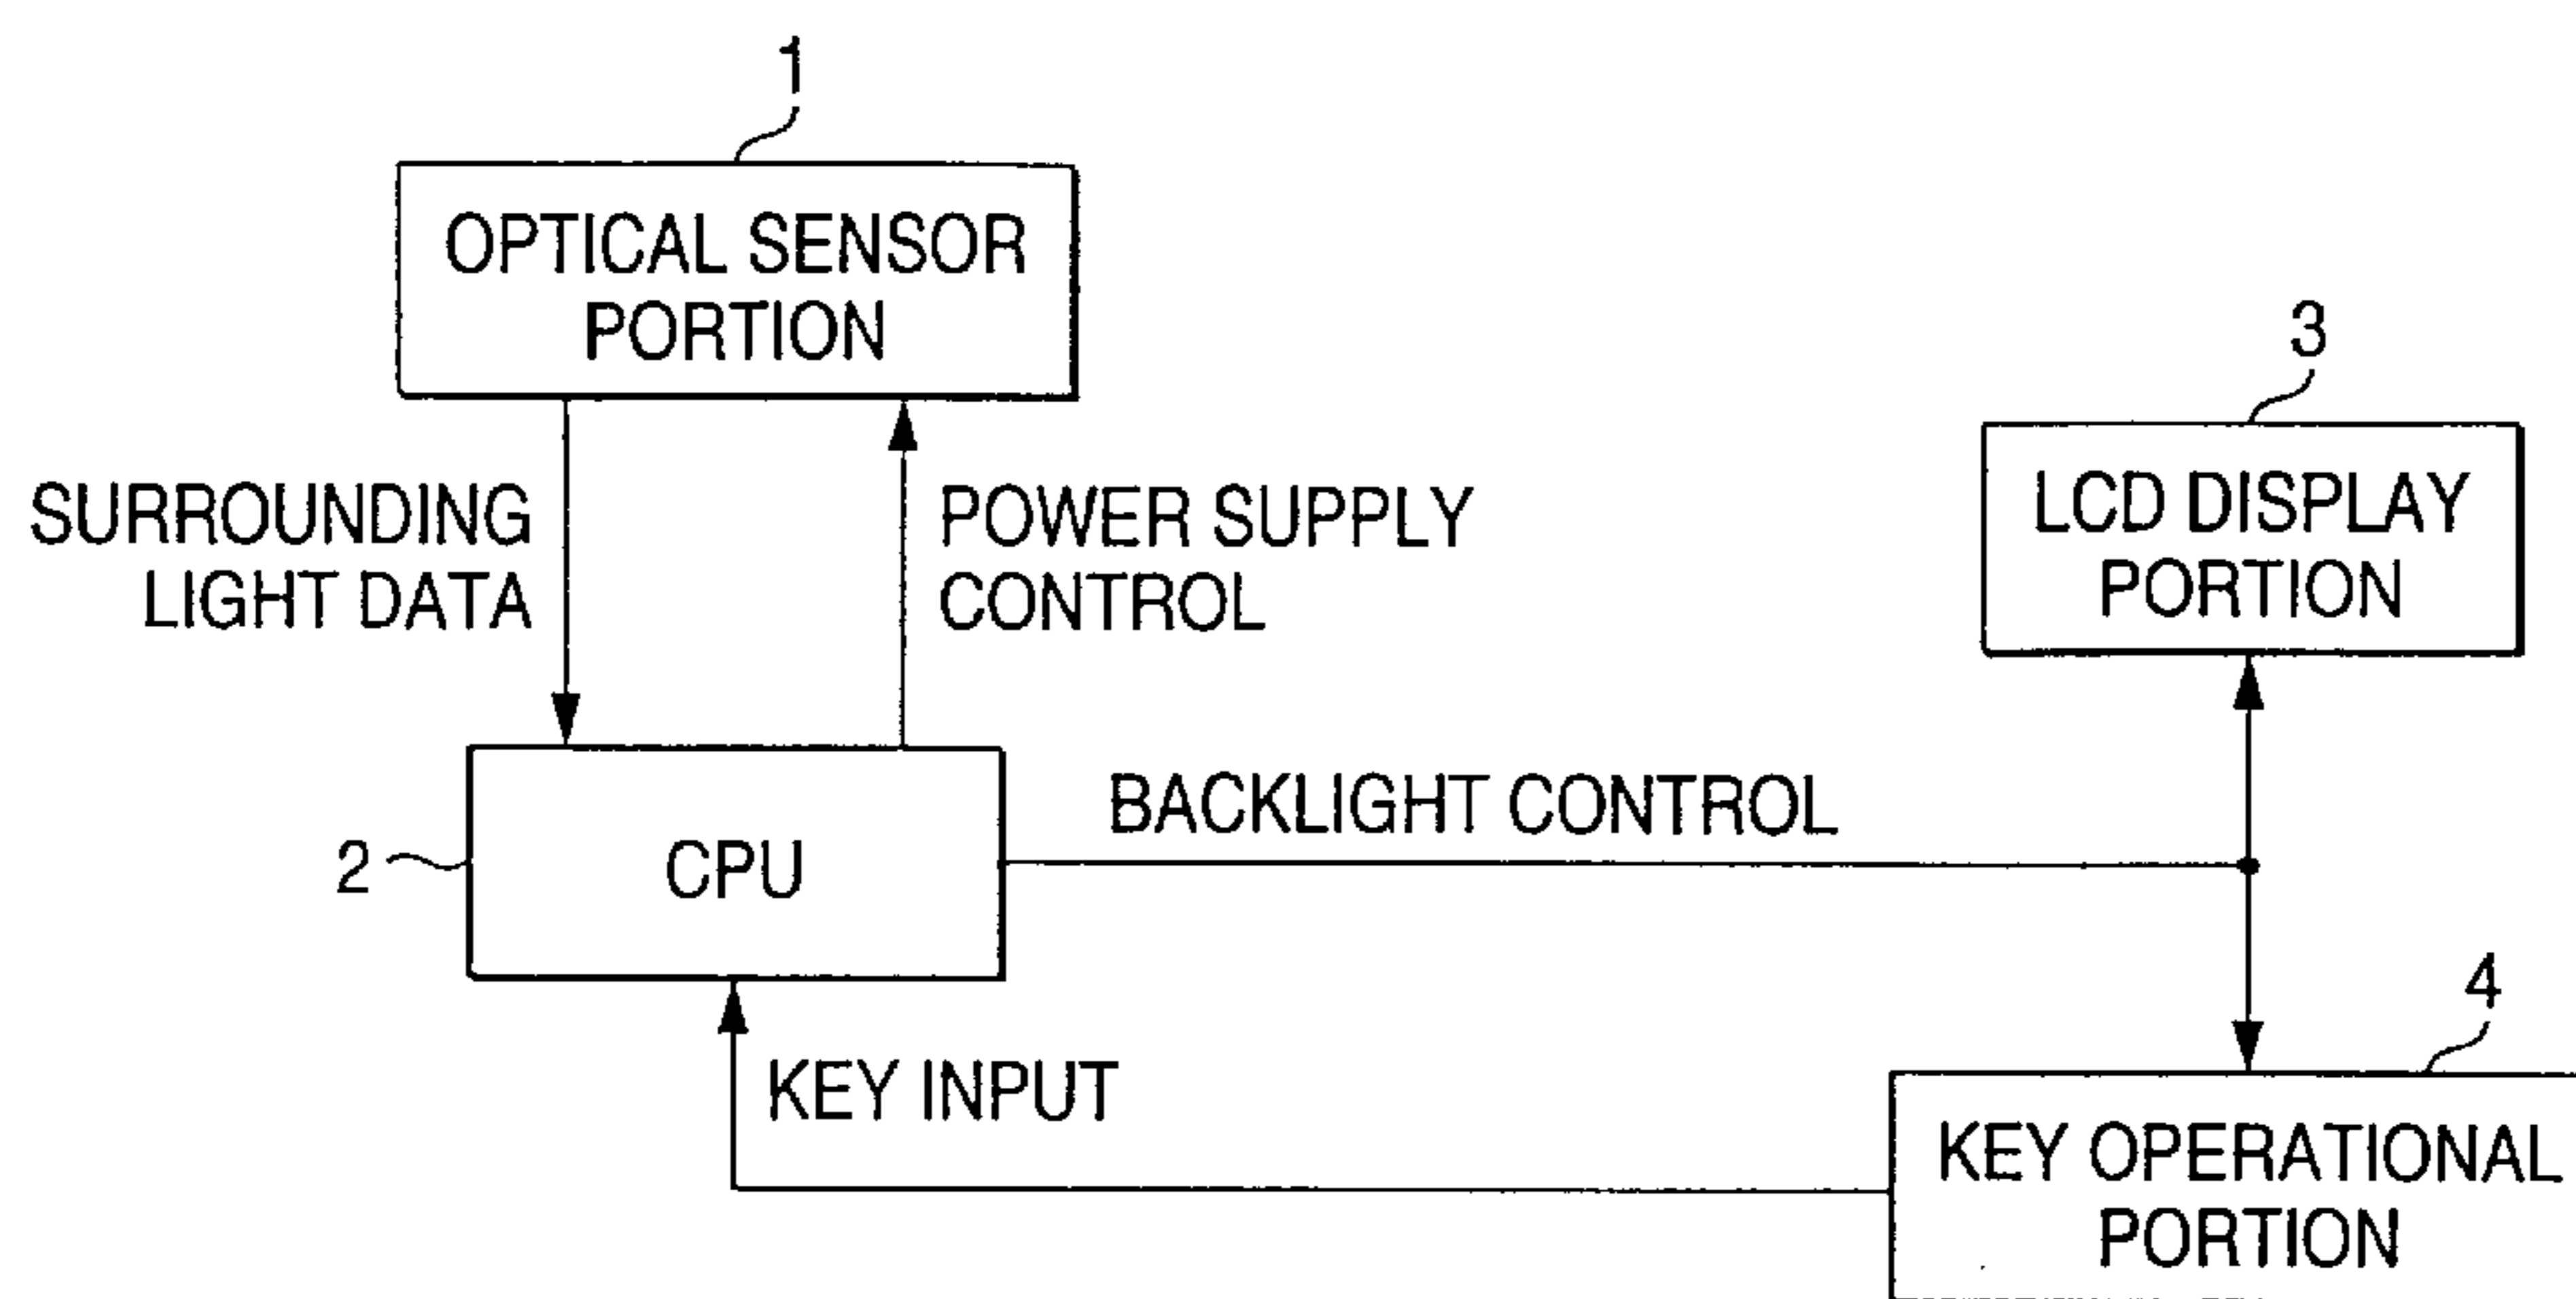 1
OPTICAL SENSOR
PORTION
SURROUNDING
LIGHT DATA
POWER SUPPLY
CONTROL
3
LCD DISPLAY
PORTION
2
CPU
BACKLIGHT CONTROL
KEY INPUT
4
KEY OPERATIONAL
PORTION